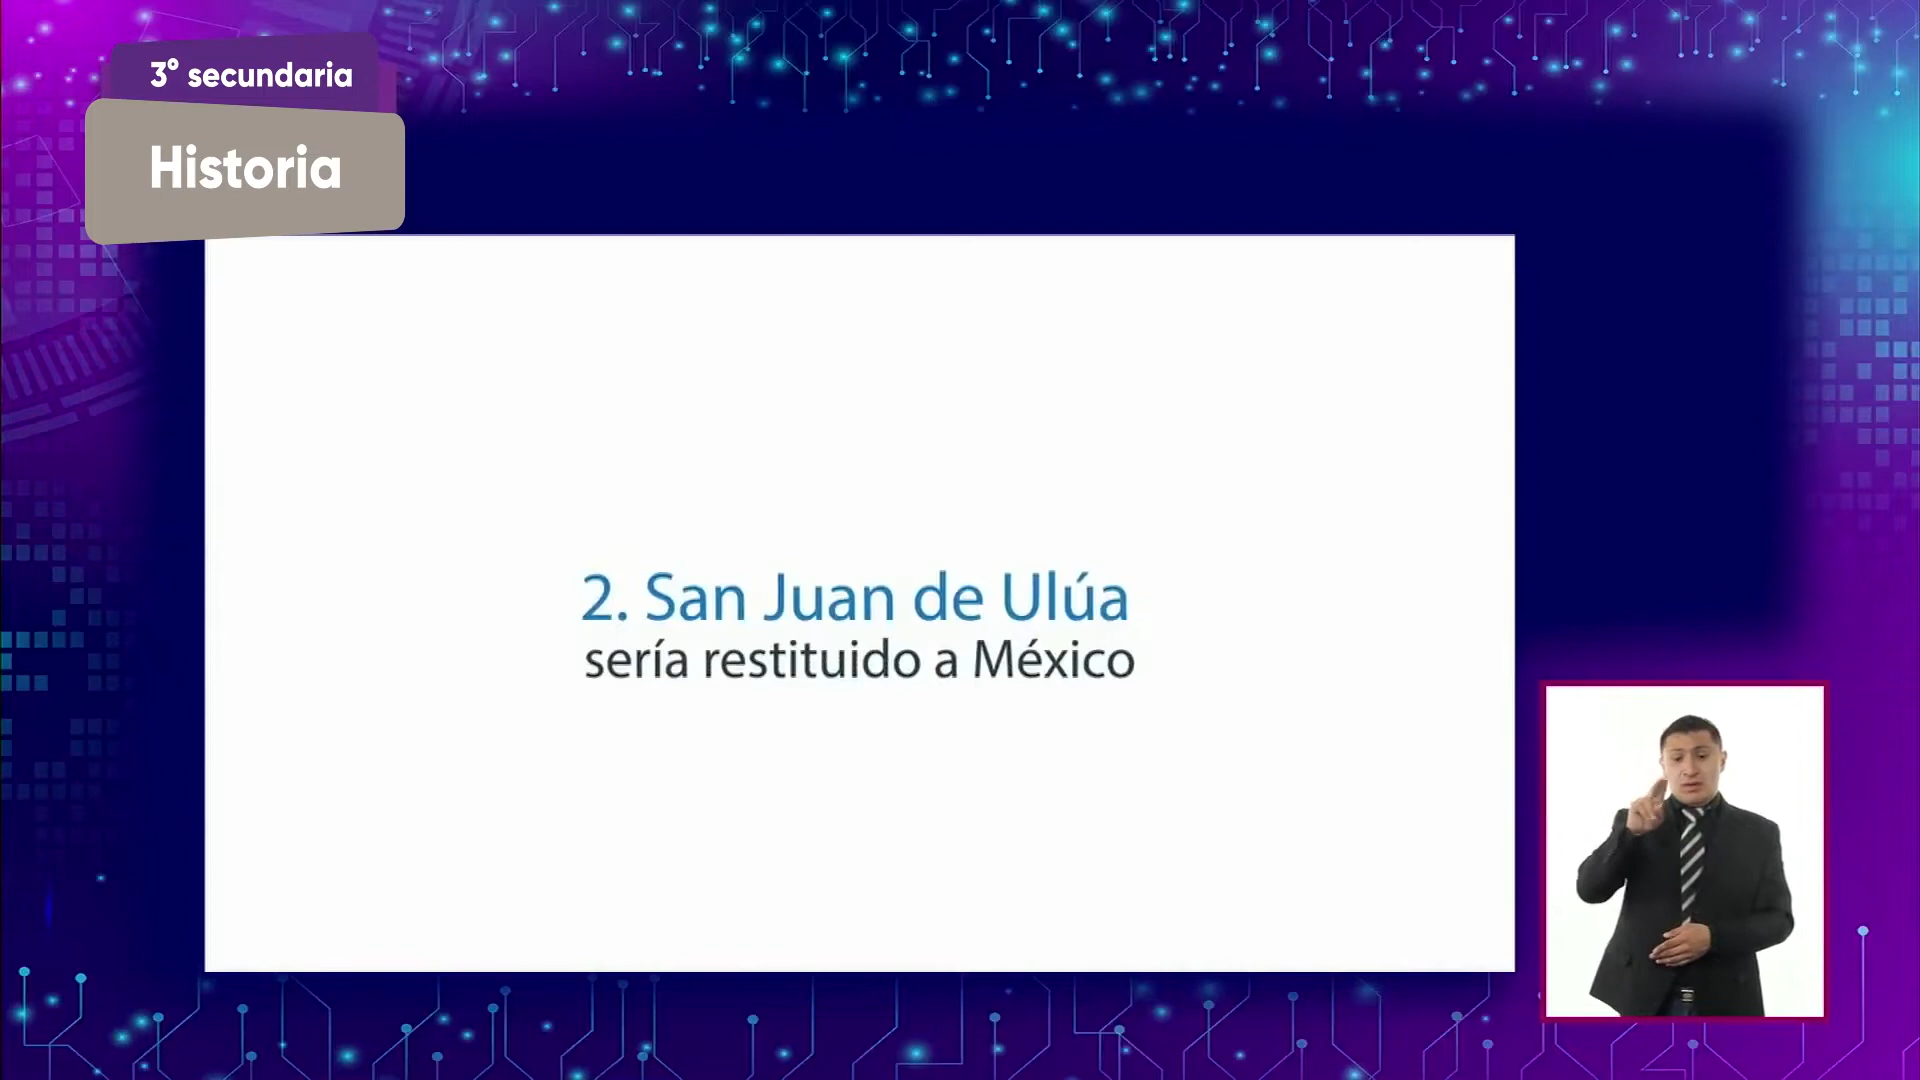 3° secundaria
Historia
2. San Juan de Ulúa
sería restituido a México